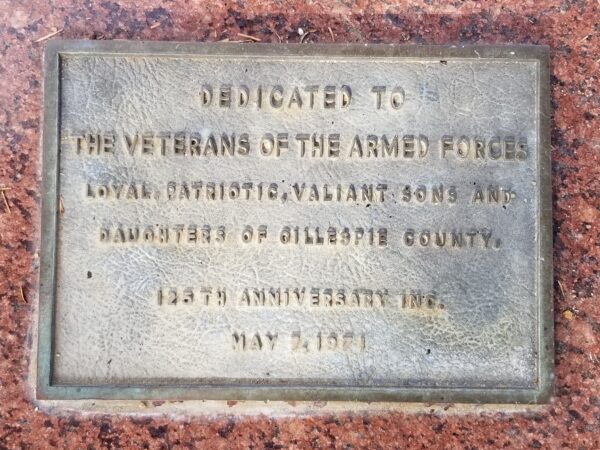 DEDICATED TO
THE VETERANS OF THE ARMED FORCES
LOYAL, PATRIOTIC, VALIANT SONS AND
DAUGHTERS OF GILLESPIE COUNTY.
125TH ANNIVERSARY INC.
MAY 7, 1971